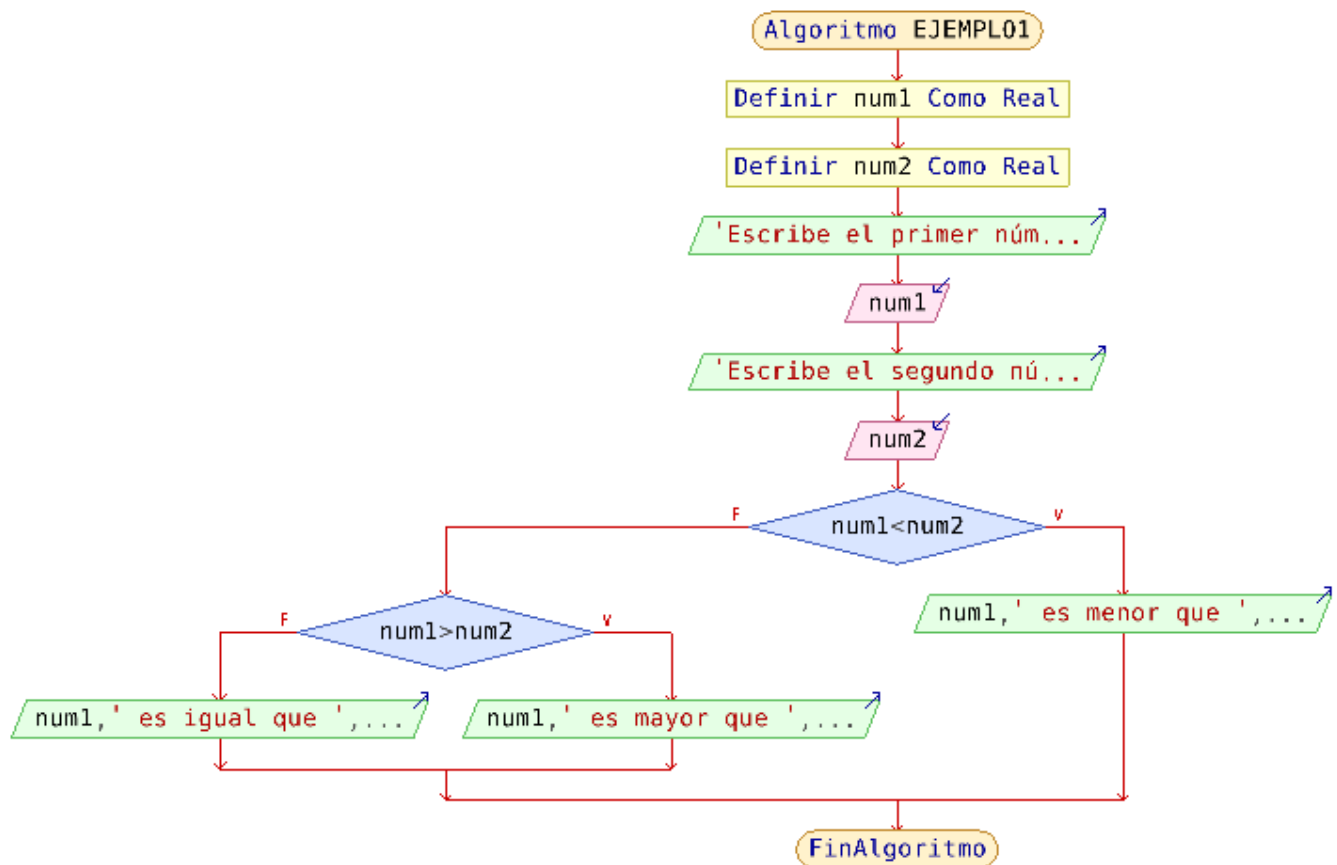 Algoritmo EJEMPLO1
Definir num1 Como Real
Definir num2 Como Real
'Escribe el primer núm...
num1
'Escribe el segundo nú...
num2
F
num1<num2
V
F
num1>num2
V
num1,' es menor que ',...
num1,' es igual que ',...
num1,' es mayor que ',...
FinAlgoritmo